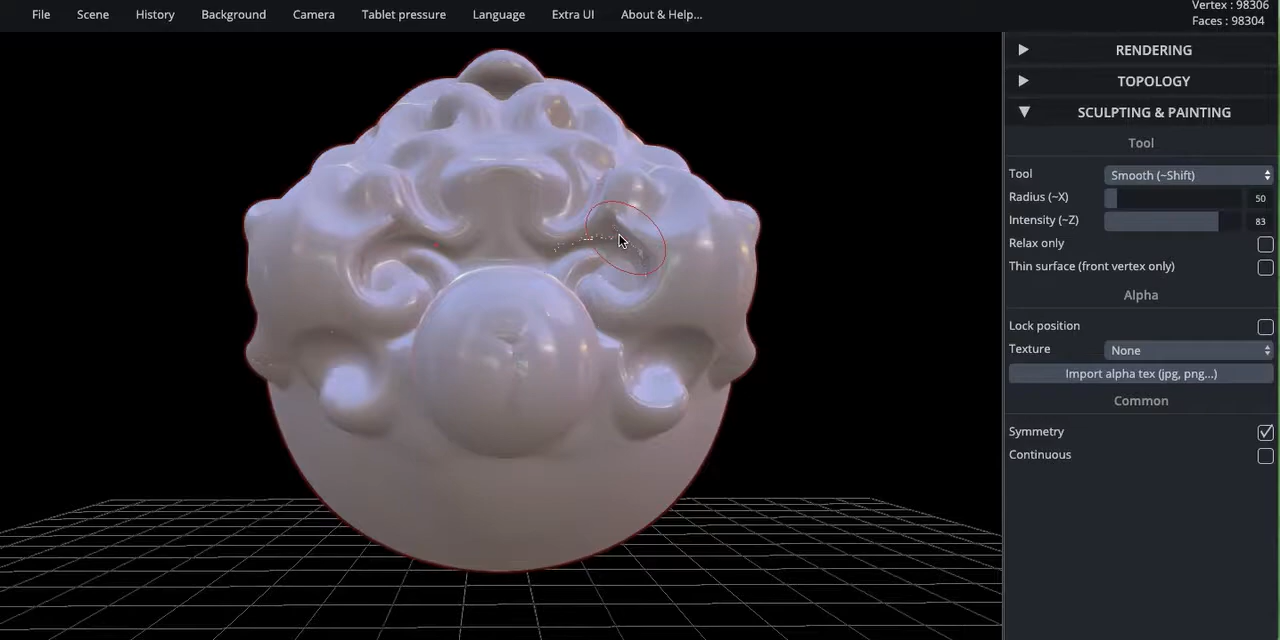 File Scene History Background Camera Tablet pressure Language Extra UI About & Help...
Vertex : 98306
Faces : 98304
RENDERING
TOPOLOGY
SCULPTING & PAINTING
Tool
Tool Smooth (~Shift)
Radius (~X) 50
Intensity (~Z) 83
Relax only
Thin surface (front vertex only)
Alpha
Lock position
Texture None
Import alpha tex (jpg, png...)
Common
Symmetry
Continuous